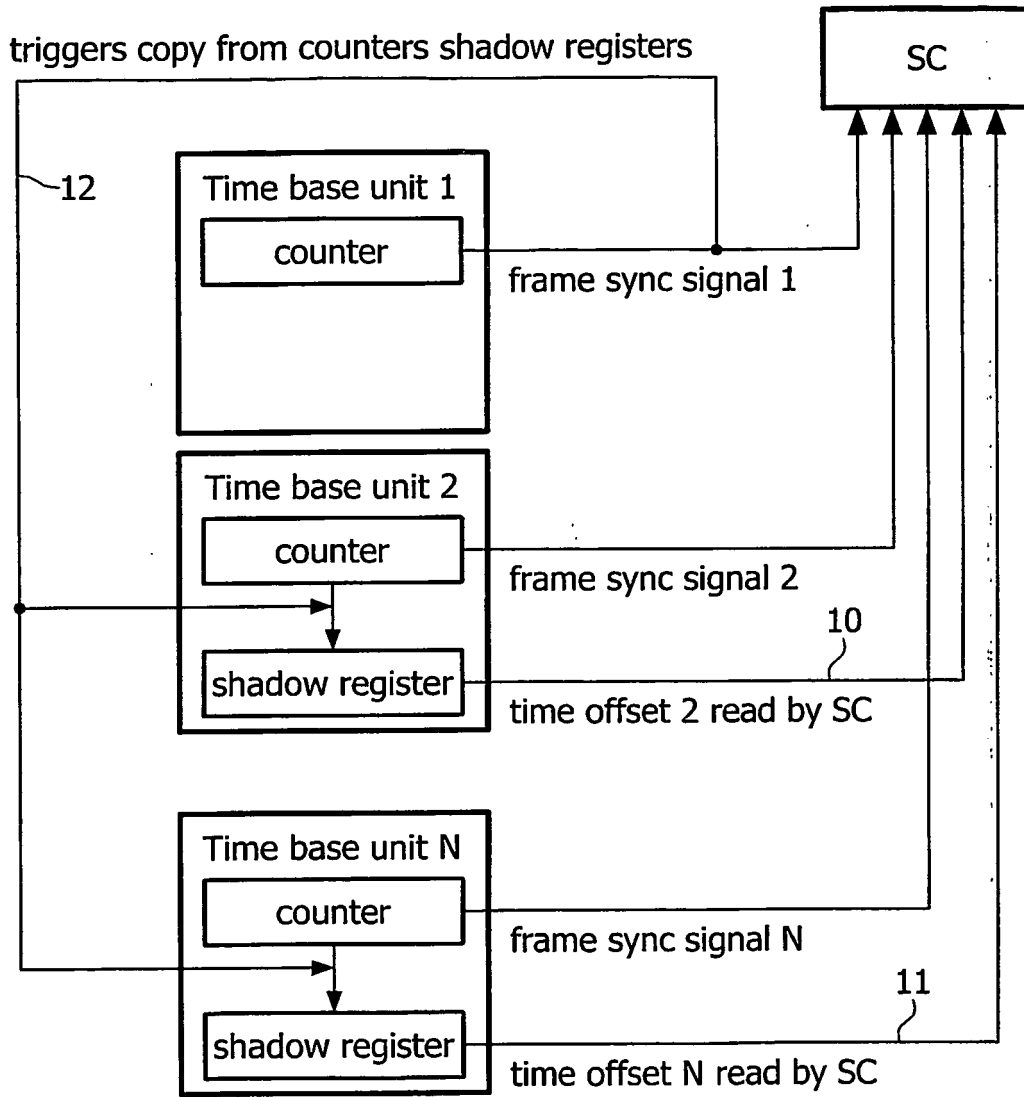 triggers copy from counters shadow registers
SC
12
Time base unit 1
counter
frame sync signal 1
Time base unit 2
counter
frame sync signal 2
10
shadow register
time offset 2 read by SC
Time base unit N
counter
frame sync signal N
11
shadow register
time offset N read by SC